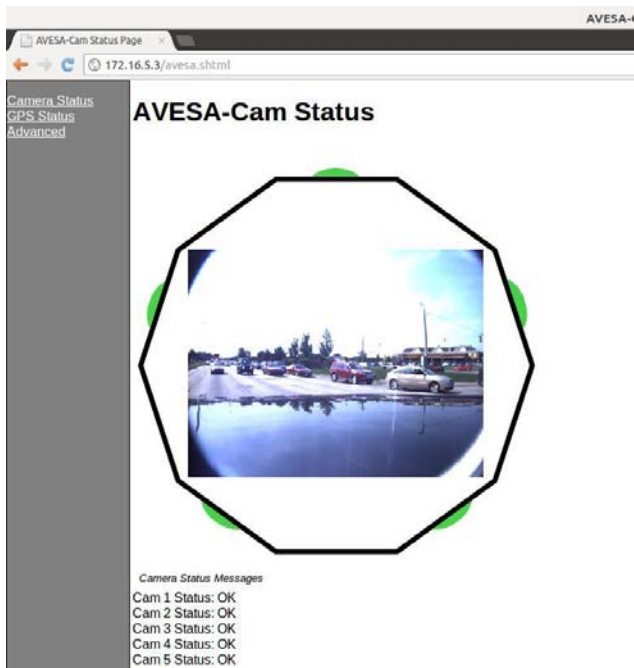 AVESA-C
AVESA-Cam Status Page
172.16.5.3/avesa.shtml
Camera Status
GPS Status
Advanced
AVESA-Cam Status
Camera Status Messages
Cam 1 Status: OK
Cam 2 Status: OK
Cam 3 Status: OK
Cam 4 Status: OK
Cam 5 Status: OK